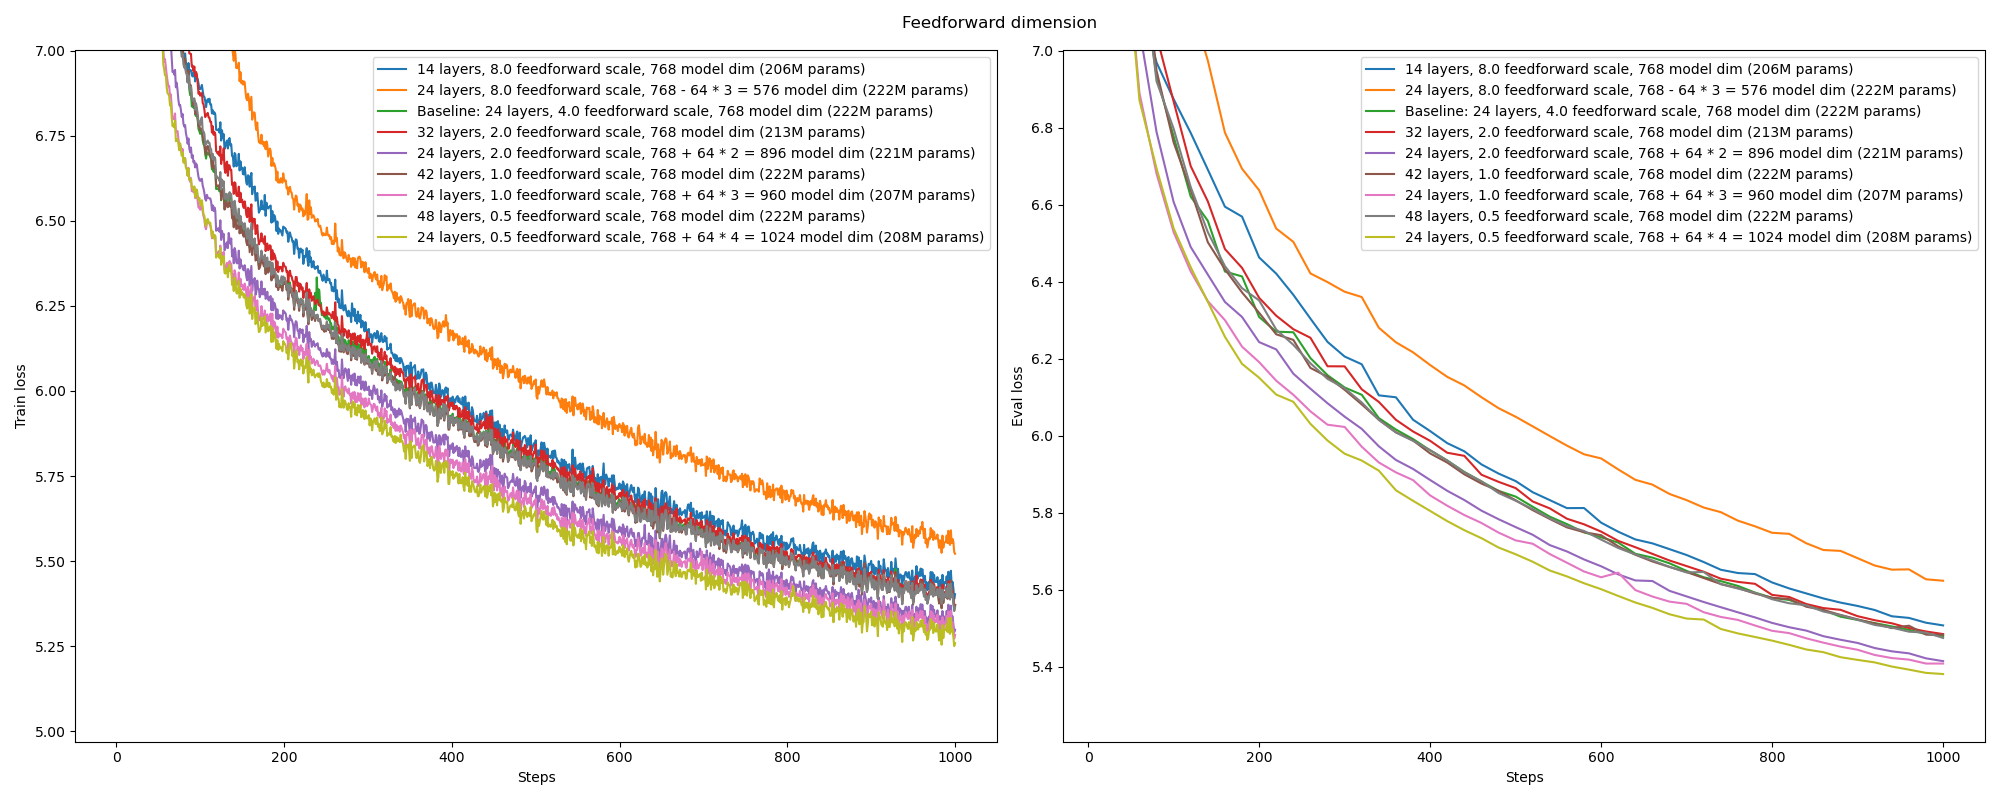 Feedforward dimension
7.00
6.75
6.50
6.25
6.00
5.75
5.50
5.25
5.00
Train loss
0
200
400
600
800
1000
Steps
14 layers, 8.0 feedforward scale, 768 model dim (206M params)
24 layers, 8.0 feedforward scale, 768 - 64 * 3 = 576 model dim (222M params)
Baseline: 24 layers, 4.0 feedforward scale, 768 model dim (222M params)
32 layers, 2.0 feedforward scale, 768 model dim (213M params)
24 layers, 2.0 feedforward scale, 768 + 64 * 2 = 896 model dim (221M params)
42 layers, 1.0 feedforward scale, 768 model dim (222M params)
24 layers, 1.0 feedforward scale, 768 + 64 * 3 = 960 model dim (207M params)
48 layers, 0.5 feedforward scale, 768 model dim (222M params)
24 layers, 0.5 feedforward scale, 768 + 64 * 4 = 1024 model dim (208M params)
7.0
6.8
6.6
6.4
6.2
6.0
5.8
5.6
5.4
Eval loss
0
200
400
600
800
1000
Steps
14 layers, 8.0 feedforward scale, 768 model dim (206M params)
24 layers, 8.0 feedforward scale, 768 - 64 * 3 = 576 model dim (222M params)
Baseline: 24 layers, 4.0 feedforward scale, 768 model dim (222M params)
32 layers, 2.0 feedforward scale, 768 model dim (213M params)
24 layers, 2.0 feedforward scale, 768 + 64 * 2 = 896 model dim (221M params)
42 layers, 1.0 feedforward scale, 768 model dim (222M params)
24 layers, 1.0 feedforward scale, 768 + 64 * 3 = 960 model dim (207M params)
48 layers, 0.5 feedforward scale, 768 model dim (222M params)
24 layers, 0.5 feedforward scale, 768 + 64 * 4 = 1024 model dim (208M params)